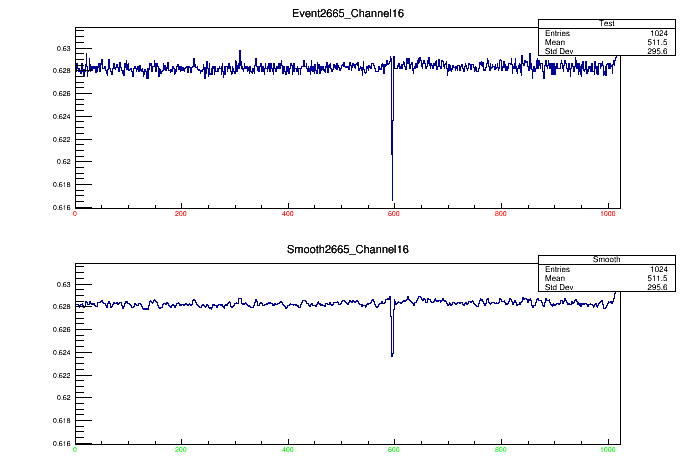 Event2665_Channel16
Test
Entries 1024
Mean 511.5
Std Dev 295.6
0.63
0.628
0.626
0.624
0.622
0.62
0.618
0.616
0 200 400 600 800 1000
Smooth2665_Channel16
Smooth
Entries 1024
Mean 511.5
Std Dev 295.6
0.63
0.628
0.626
0.624
0.622
0.62
0.618
0.616
0 200 400 600 800 1000